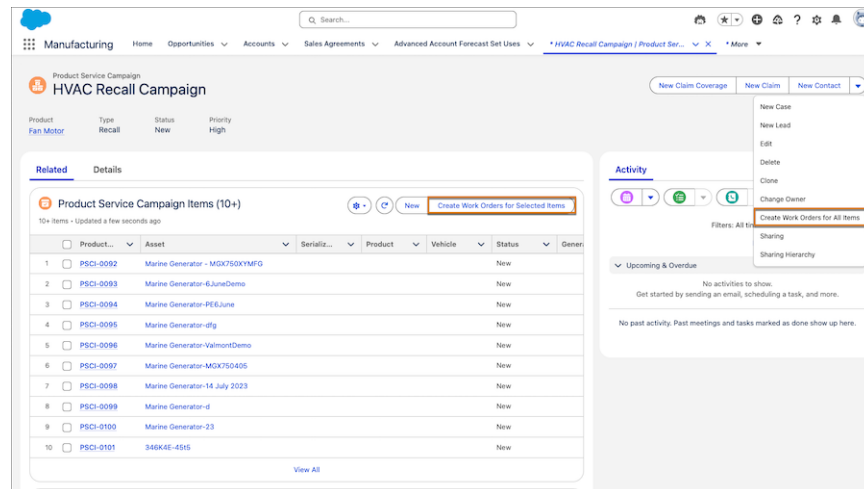 Search...
Manufacturing Home Opportunities Accounts Sales Agreements Advanced Account Forecast Set Uses * HVAC Recall Campaign | Product Ser... * More
Product Service Campaign
HVAC Recall Campaign
New Claim Coverage New Claim New Contact
Product Type Status Priority
Fan Motor Recall New High
New Case
New Lead
Edit
Delete
Clone
Change Owner
Create Work Orders for All Items
Sharing
Sharing Hierarchy
Related Details
Product Service Campaign Items (10+)
New Create Work Orders for Selected Items
10+ items • Updated a few seconds ago
Product... Asset Serializ... Product Vehicle Status Gener
1 PSCI-0092 Marine Generator - MGX750XYMFG New
2 PSCI-0093 Marine Generator-6JuneDemo New
3 PSCI-0094 Marine Generator-PE6June New
4 PSCI-0095 Marine Generator-dfg New
5 PSCI-0096 Marine Generator-ValmontDemo New
6 PSCI-0097 Marine Generator-MGX750405 New
7 PSCI-0098 Marine Generator-14 July 2023 New
8 PSCI-0099 Marine Generator-d New
9 PSCI-0100 Marine Generator-23 New
10 PSCI-0101 346K4E-45t5 New
View All
Activity
Filters: All tim
Upcoming & Overdue
No activities to show.
Get started by sending an email, scheduling a task, and more.
No past activity. Past meetings and tasks marked as done show up here.